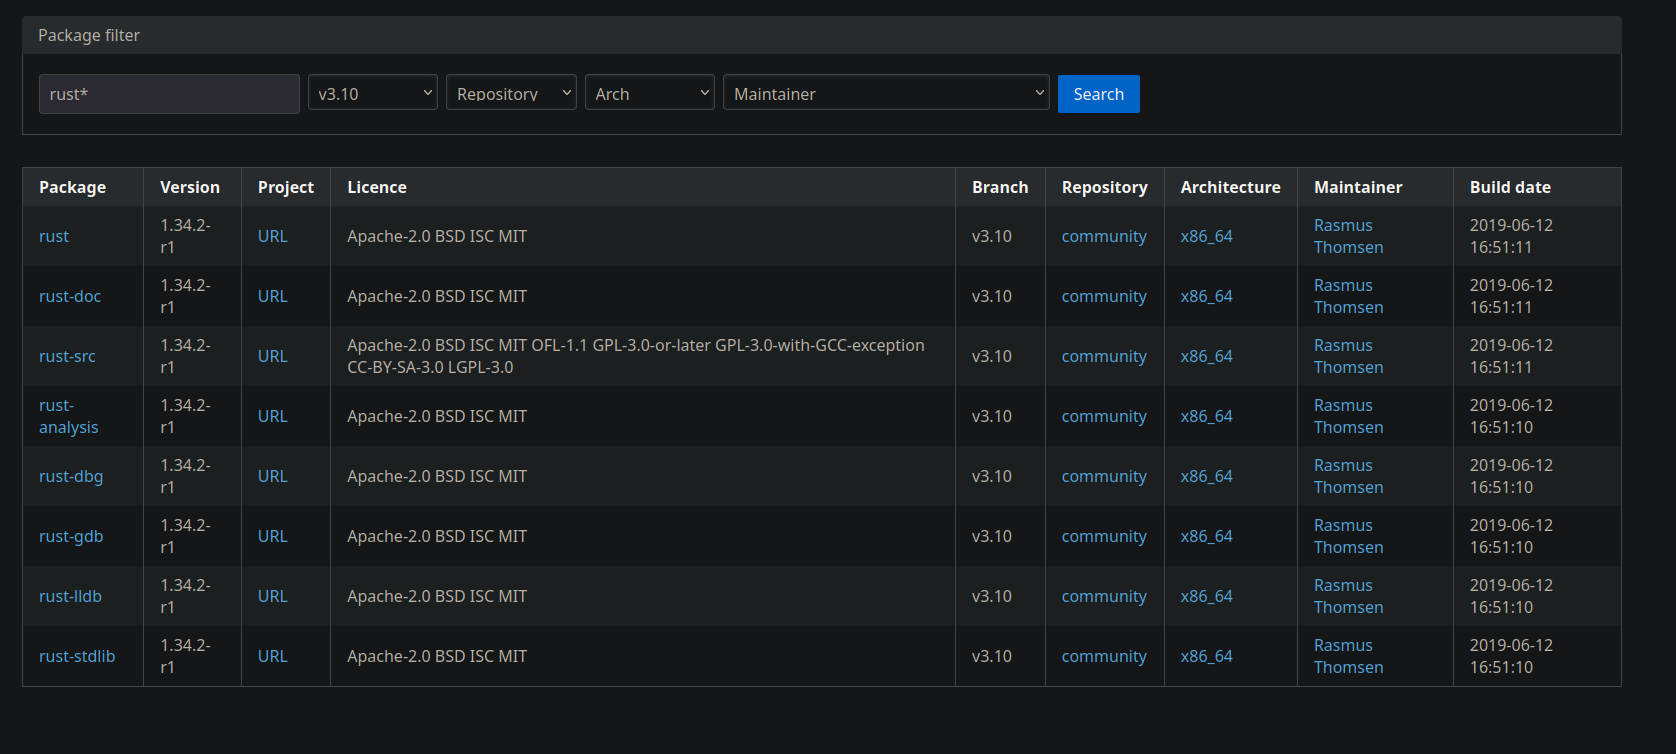 Package filter
rust* v3.10 Repository Arch Maintainer Search
Package Version Project Licence Branch Repository Architecture Maintainer Build date
rust 1.34.2-r1 URL Apache-2.0 BSD ISC MIT v3.10 community x86_64 Rasmus Thomsen 2019-06-12 16:51:11
rust-doc 1.34.2-r1 URL Apache-2.0 BSD ISC MIT v3.10 community x86_64 Rasmus Thomsen 2019-06-12 16:51:11
rust-src 1.34.2-r1 URL Apache-2.0 BSD ISC MIT OFL-1.1 GPL-3.0-or-later GPL-3.0-with-GCC-exception CC-BY-SA-3.0 LGPL-3.0 v3.10 community x86_64 Rasmus Thomsen 2019-06-12 16:51:11
rust-analysis 1.34.2-r1 URL Apache-2.0 BSD ISC MIT v3.10 community x86_64 Rasmus Thomsen 2019-06-12 16:51:10
rust-dbg 1.34.2-r1 URL Apache-2.0 BSD ISC MIT v3.10 community x86_64 Rasmus Thomsen 2019-06-12 16:51:10
rust-gdb 1.34.2-r1 URL Apache-2.0 BSD ISC MIT v3.10 community x86_64 Rasmus Thomsen 2019-06-12 16:51:10
rust-lldb 1.34.2-r1 URL Apache-2.0 BSD ISC MIT v3.10 community x86_64 Rasmus Thomsen 2019-06-12 16:51:10
rust-stdlib 1.34.2-r1 URL Apache-2.0 BSD ISC MIT v3.10 community x86_64 Rasmus Thomsen 2019-06-12 16:51:10